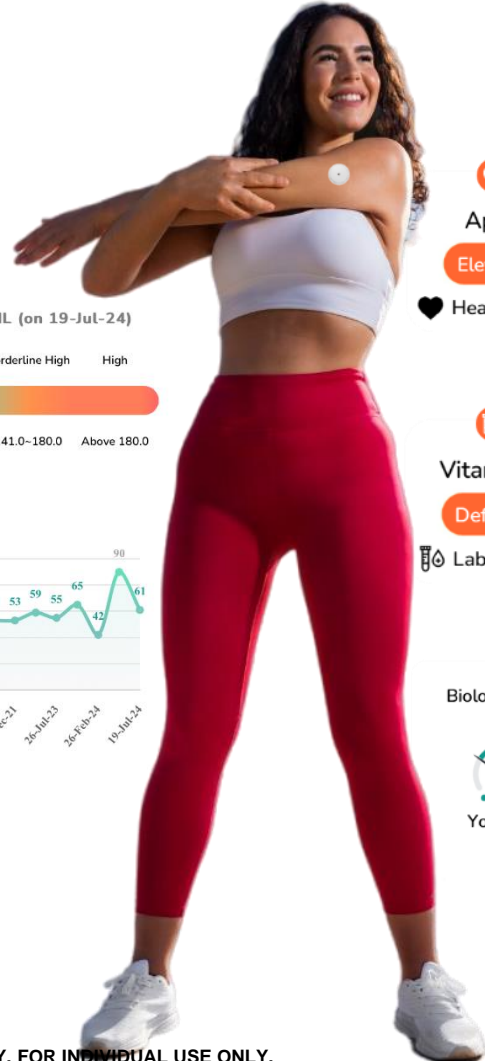 IL (on 19-Jul-24)
orderline High High
41.0~180.0 Above 180.0
90
53 59 55 65 42 61
26-Jul-23 26-Feb-24 19-Jul-24
Ap
Ele
Hea
Vitar
Def
Lab
Biolo
Yo
Y. FOR INDIVIDUAL USE ONLY.